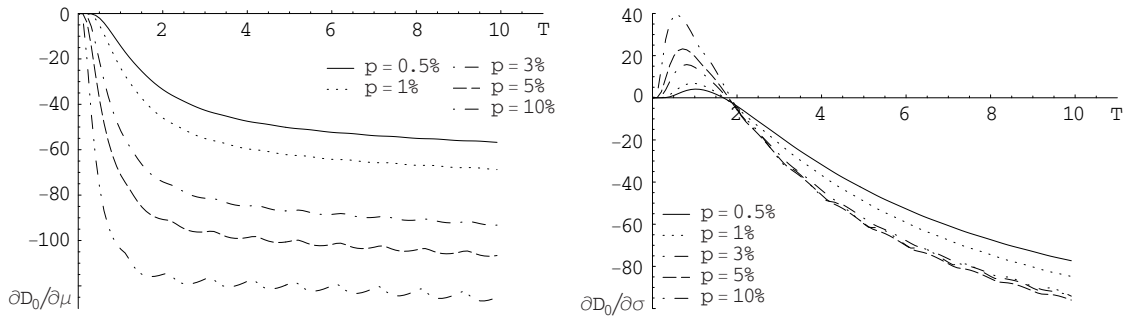 0
2
4
6
8
10
T
-20
-40
-60
-80
-100
p = 0.5%
p = 1%
p = 3%
p = 5%
p = 10%
∂D₀/∂μ
40
20
0
2
4
6
8
10
T
-20
-40
-60
-80
p = 0.5%
p = 1%
p = 3%
p = 5%
p = 10%
∂D₀/∂σ